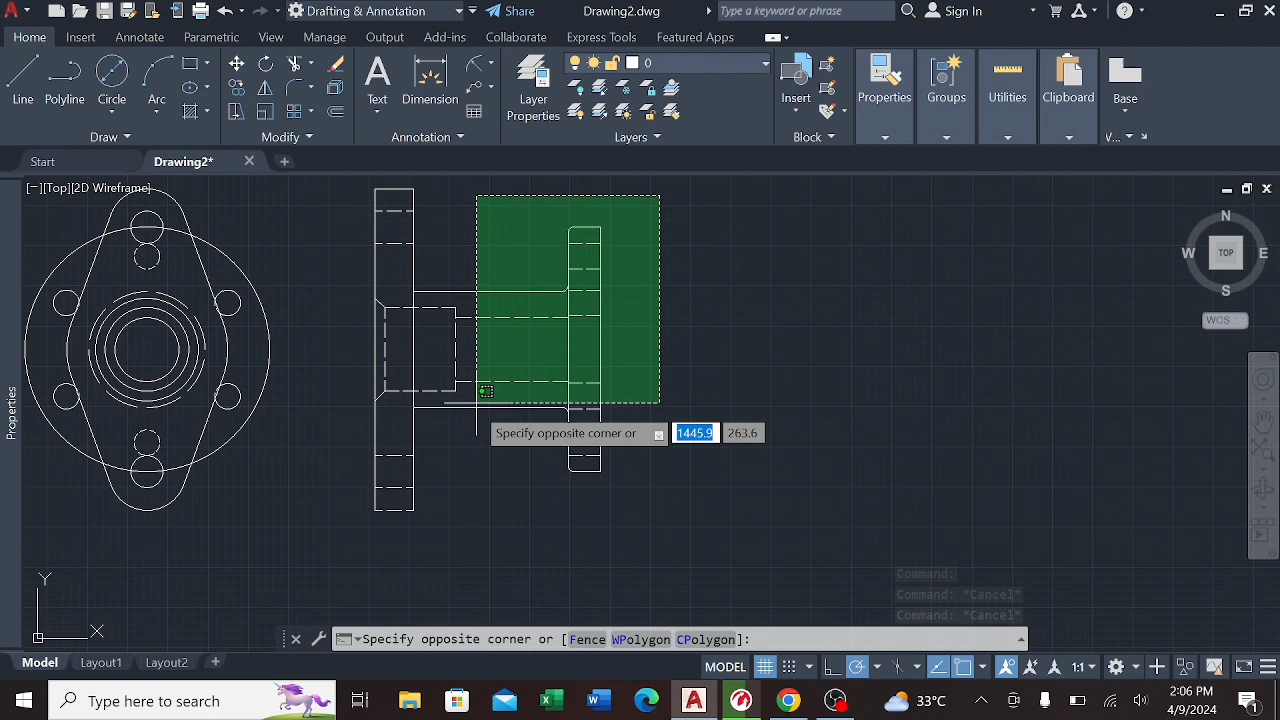 Drafting & Annotation
Share
Drawing2.dwg
Type a keyword or phrase
Sign In
Home
Insert
Annotate
Parametric
View
Manage
Output
Add-ins
Collaborate
Express Tools
Featured Apps
Line
Polyline
Circle
Arc
Draw
Modify
Text
Dimension
Annotation
Layer
Properties
0
Layers
Insert
Block
Properties
Groups
Utilities
Clipboard
Base
V...
Start
Drawing2*
[−][Top][2D Wireframe]
N
W
TOP
E
S
WCS
Properties
Specify opposite corner or
1445.9
263.6
Y
X
Command:
Command: *Cancel*
Command: *Cancel*
Specify opposite corner or [Fence WPolygon CPolygon]:
Model
Layout1
Layout2
MODEL
1:1
Type here to search
33°C
2:06 PM
4/9/2024